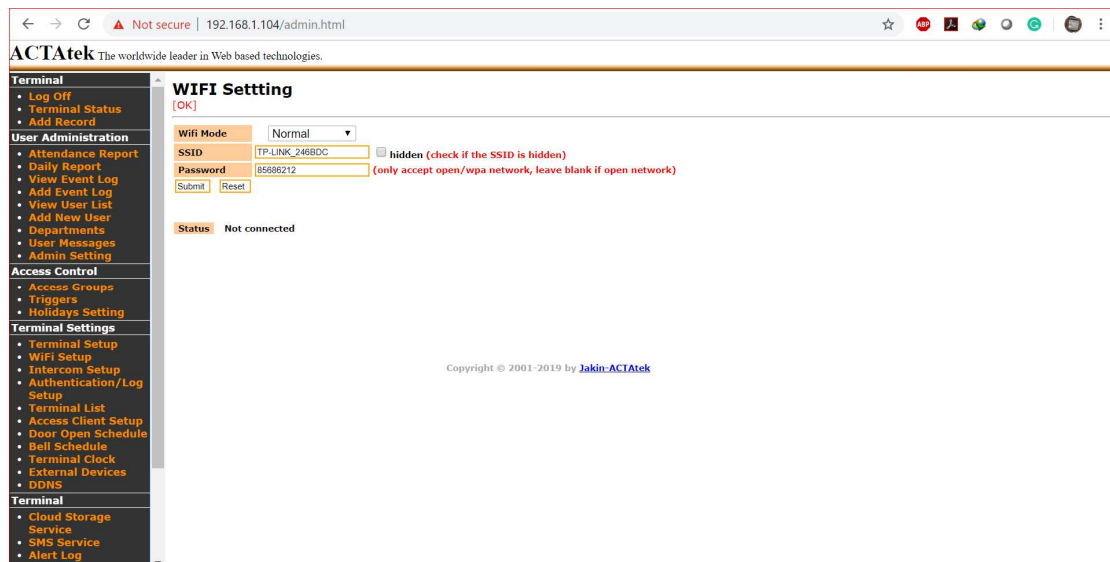 Not secure | 192.168.1.104/admin.html
ABP
G
ACTAtek The worldwide leader in Web based technologies.
Terminal
• Log Off
• Terminal Status
• Add Record
User Administration
• Attendance Report
• Daily Report
• View Event Log
• Add Event Log
• View User List
• Add New User
• Departments
• User Messages
• Admin Setting
Access Control
• Access Groups
• Triggers
• Holidays Setting
Terminal Settings
• Terminal Setup
• WiFi Setup
• Intercom Setup
• Authentication/Log
Setup
• Terminal List
• Access Client Setup
• Door Open Schedule
• Bell Schedule
• Terminal Clock
• External Devices
• DDNS
Terminal
• Cloud Storage
Service
• SMS Service
• Alert Log
WIFI Settting
[OK]
Wifi Mode Normal
SSID TP-LINK_246BDC hidden (check if the SSID is hidden)
Password 85686212 (only accept open/wpa network, leave blank if open network)
Submit Reset
Status Not connected
Copyright © 2001-2019 by Jakin-ACTAtek